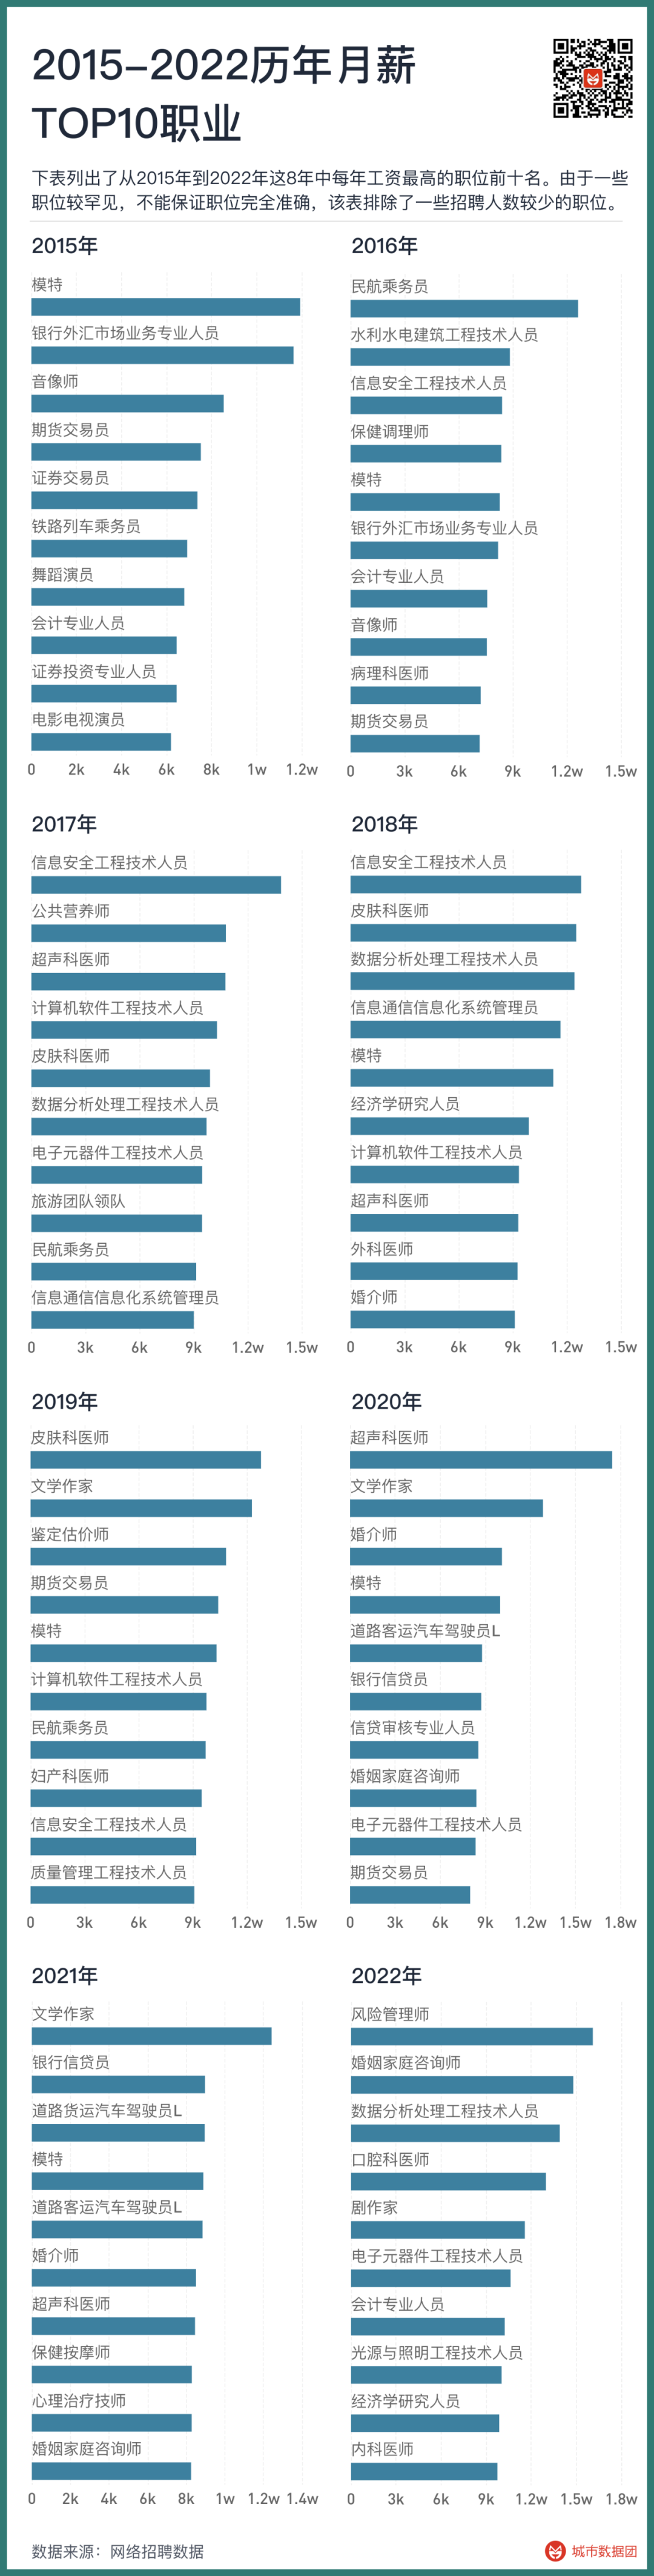 2015-2022历年月薪
TOP10职业
下表列出了从2015年到2022年这8年中每年工资最高的职位前十名。由于一些
职位较罕见，不能保证职位完全准确，该表排除了一些招聘人数较少的职位。
2015年
模特
银行外汇市场业务专业人员
音像师
期货交易员
证券交易员
铁路列车乘务员
舞蹈演员
会计专业人员
证券投资专业人员
电影电视演员
0 2k 4k 6k 8k 1w 1.2w
2016年
民航乘务员
水利水电建筑工程技术人员
信息安全工程技术人员
保健调理师
模特
银行外汇市场业务专业人员
会计专业人员
音像师
病理科医师
期货交易员
0 3k 6k 9k 1.2w 1.5w
2017年
信息安全工程技术人员
公共营养师
超声科医师
计算机软件工程技术人员
皮肤科医师
数据分析处理工程技术人员
电子元器件工程技术人员
旅游团队领队
民航乘务员
信息通信信息化系统管理员
0 3k 6k 9k 1.2w 1.5w
2018年
信息安全工程技术人员
皮肤科医师
数据分析处理工程技术人员
信息通信信息化系统管理员
模特
经济学研究人员
计算机软件工程技术人员
超声科医师
外科医师
婚介师
0 3k 6k 9k 1.2w 1.5w
2019年
皮肤科医师
文学作家
鉴定估价师
期货交易员
模特
计算机软件工程技术人员
民航乘务员
妇产科医师
信息安全工程技术人员
质量管理工程技术人员
0 3k 6k 9k 1.2w 1.5w
2020年
超声科医师
文学作家
婚介师
模特
道路客运汽车驾驶员L
银行信贷员
信贷审核专业人员
婚姻家庭咨询师
电子元器件工程技术人员
期货交易员
0 3k 6k 9k 1.2w 1.5w 1.8w
2021年
文学作家
银行信贷员
道路货运汽车驾驶员L
模特
道路客运汽车驾驶员L
婚介师
超声科医师
保健按摩师
心理治疗技师
婚姻家庭咨询师
0 2k 4k 6k 8k 1w 1.2w 1.4w
2022年
风险管理师
婚姻家庭咨询师
数据分析处理工程技术人员
口腔科医师
剧作家
电子元器件工程技术人员
会计专业人员
光源与照明工程技术人员
经济学研究人员
内科医师
0 3k 6k 9k 1.2w 1.5w 1.8w
数据来源：网络招聘数据
城市数据团